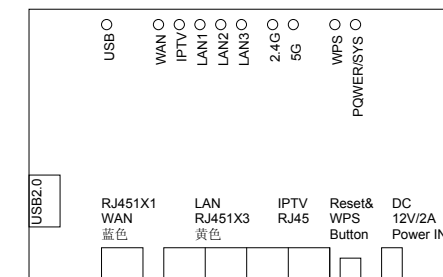 USB
WAN
IPTV
LAN1
LAN2
LAN3
2.4G
5G
WPS
PQWER/SYS
USB2.0
RJ451X1
WAN
蓝色
LAN
RJ451X3
黄色
IPTV
RJ45
Reset&
WPS
Button
DC
12V/2A
Power IN